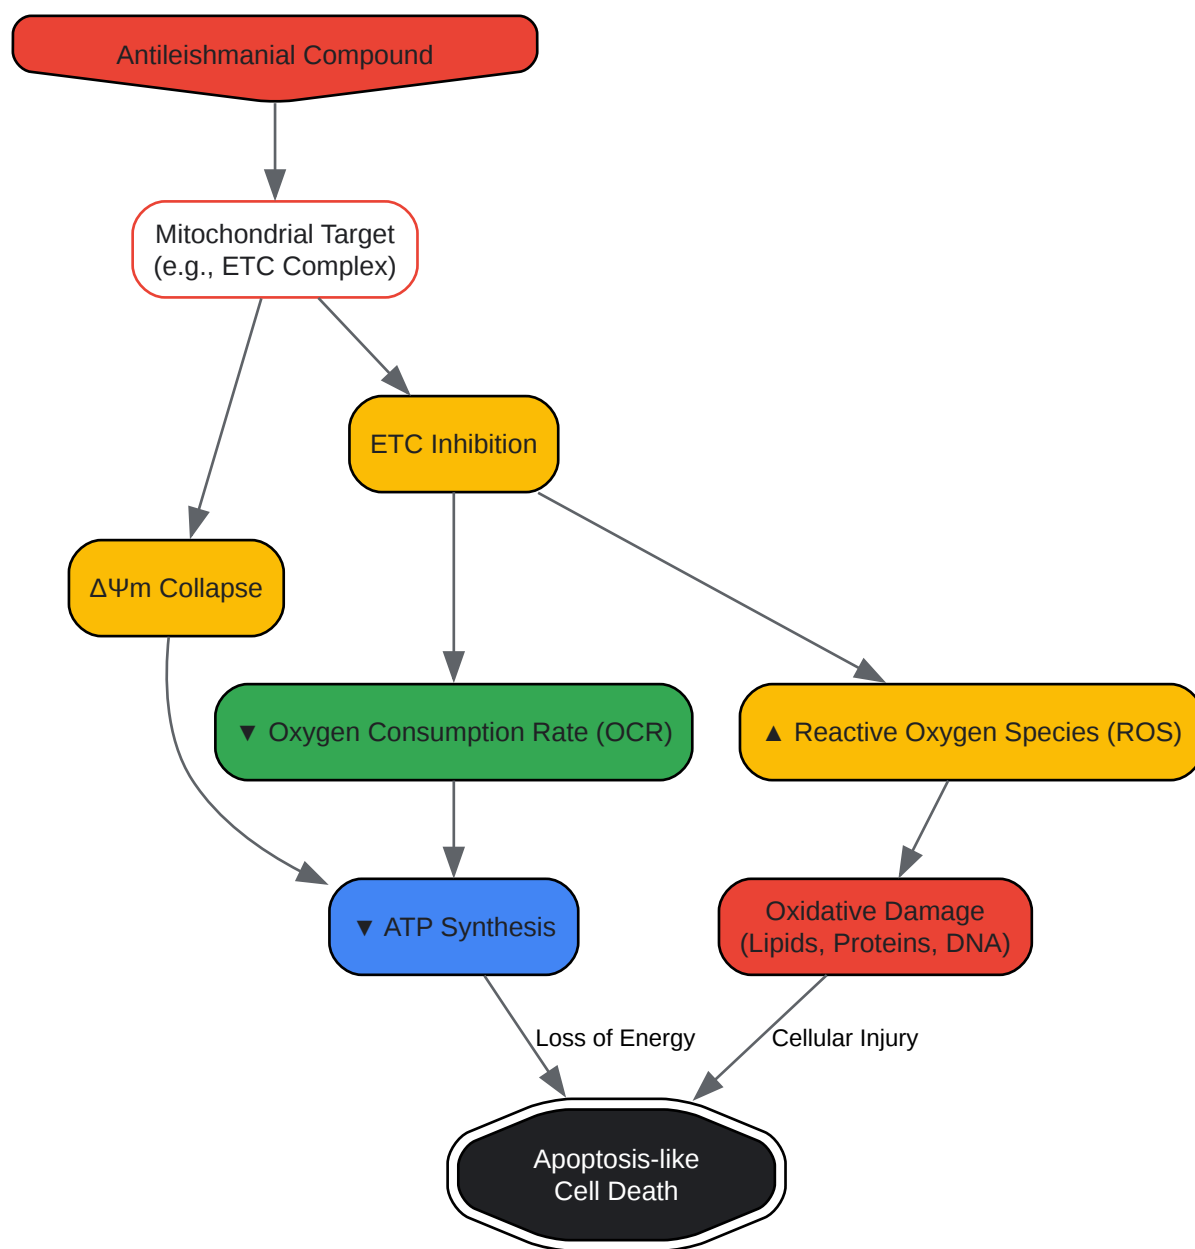 Antileishmanial Compound
Mitochondrial Target
(e.g., ETC Complex)
ETC Inhibition
ΔΨm Collapse
▼ Oxygen Consumption Rate (OCR)
▲ Reactive Oxygen Species (ROS)
▼ ATP Synthesis
Oxidative Damage
(Lipids, Proteins, DNA)
Loss of Energy
Cellular Injury
Apoptosis-like
Cell Death